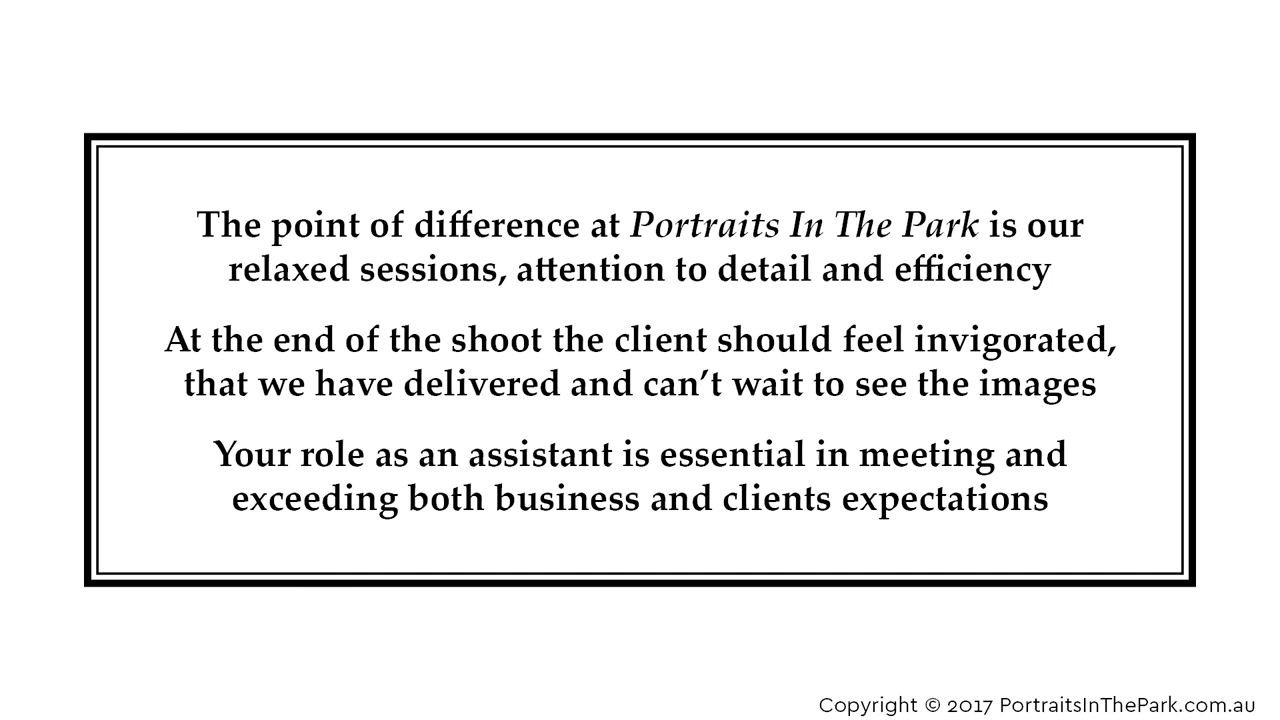 The point of difference at Portraits In The Park is our
relaxed sessions, attention to detail and efficiency
At the end of the shoot the client should feel invigorated,
that we have delivered and can’t wait to see the images
Your role as an assistant is essential in meeting and
exceeding both business and clients expectations
Copyright © 2017 PortraitsInThePark.com.au